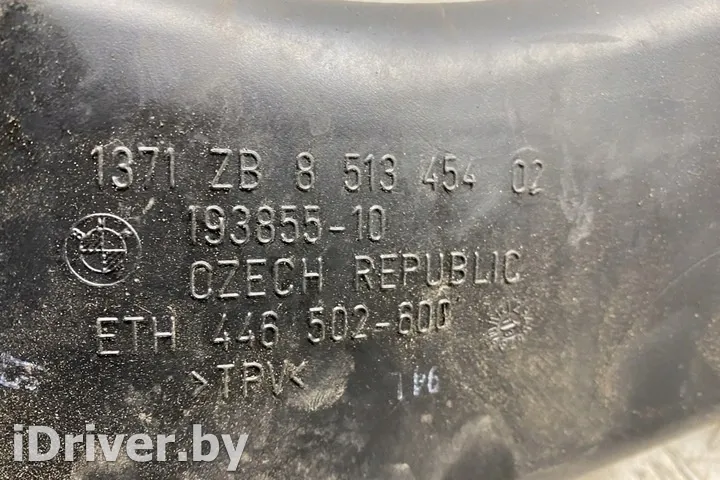 1371 ZB 8 513 454 02
193855-10
CZECH REPUBLIC
ETH 446 502-600
>TPV<
iDriver.by